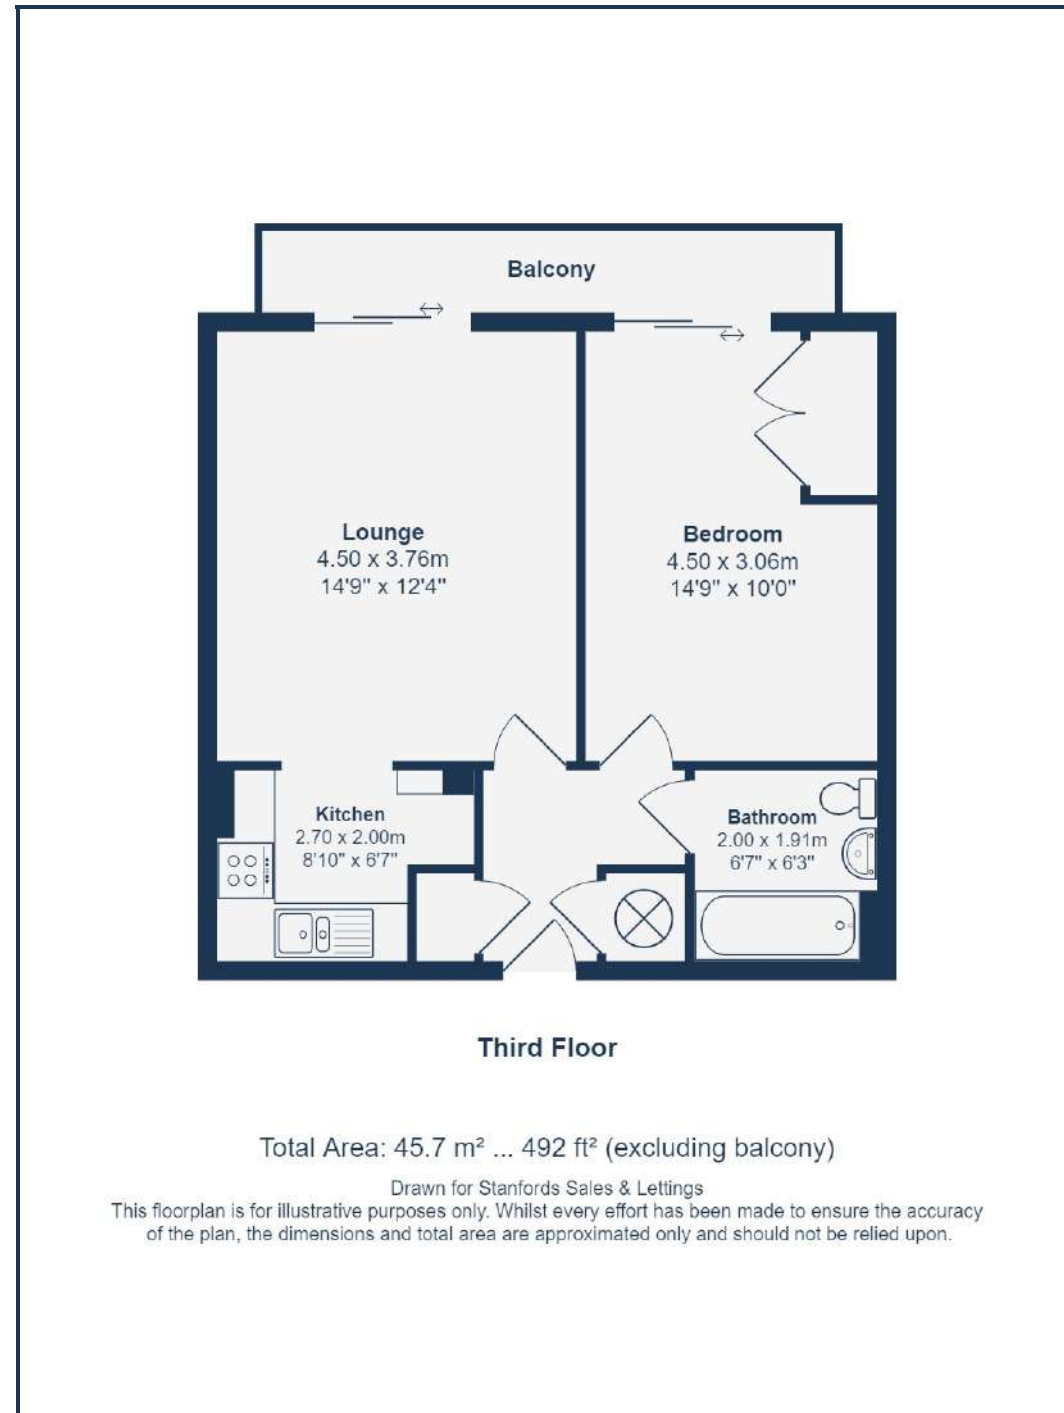 Balcony
Lounge
4.50 x 3.76m
14'9" x 12'4"
Bedroom
4.50 x 3.06m
14'9" x 10'0"
Kitchen
2.70 x 2.00m
8'10" x 6'7"
Bathroom
2.00 x 1.91m
6'7" x 6'3"
Third Floor
Total Area: 45.7 m² ... 492 ft² (excluding balcony)
Drawn for Stanfords Sales & Lettings
This floorplan is for illustrative purposes only. Whilst every effort has been made to ensure the accuracy
of the plan, the dimensions and total area are approximated only and should not be relied upon.